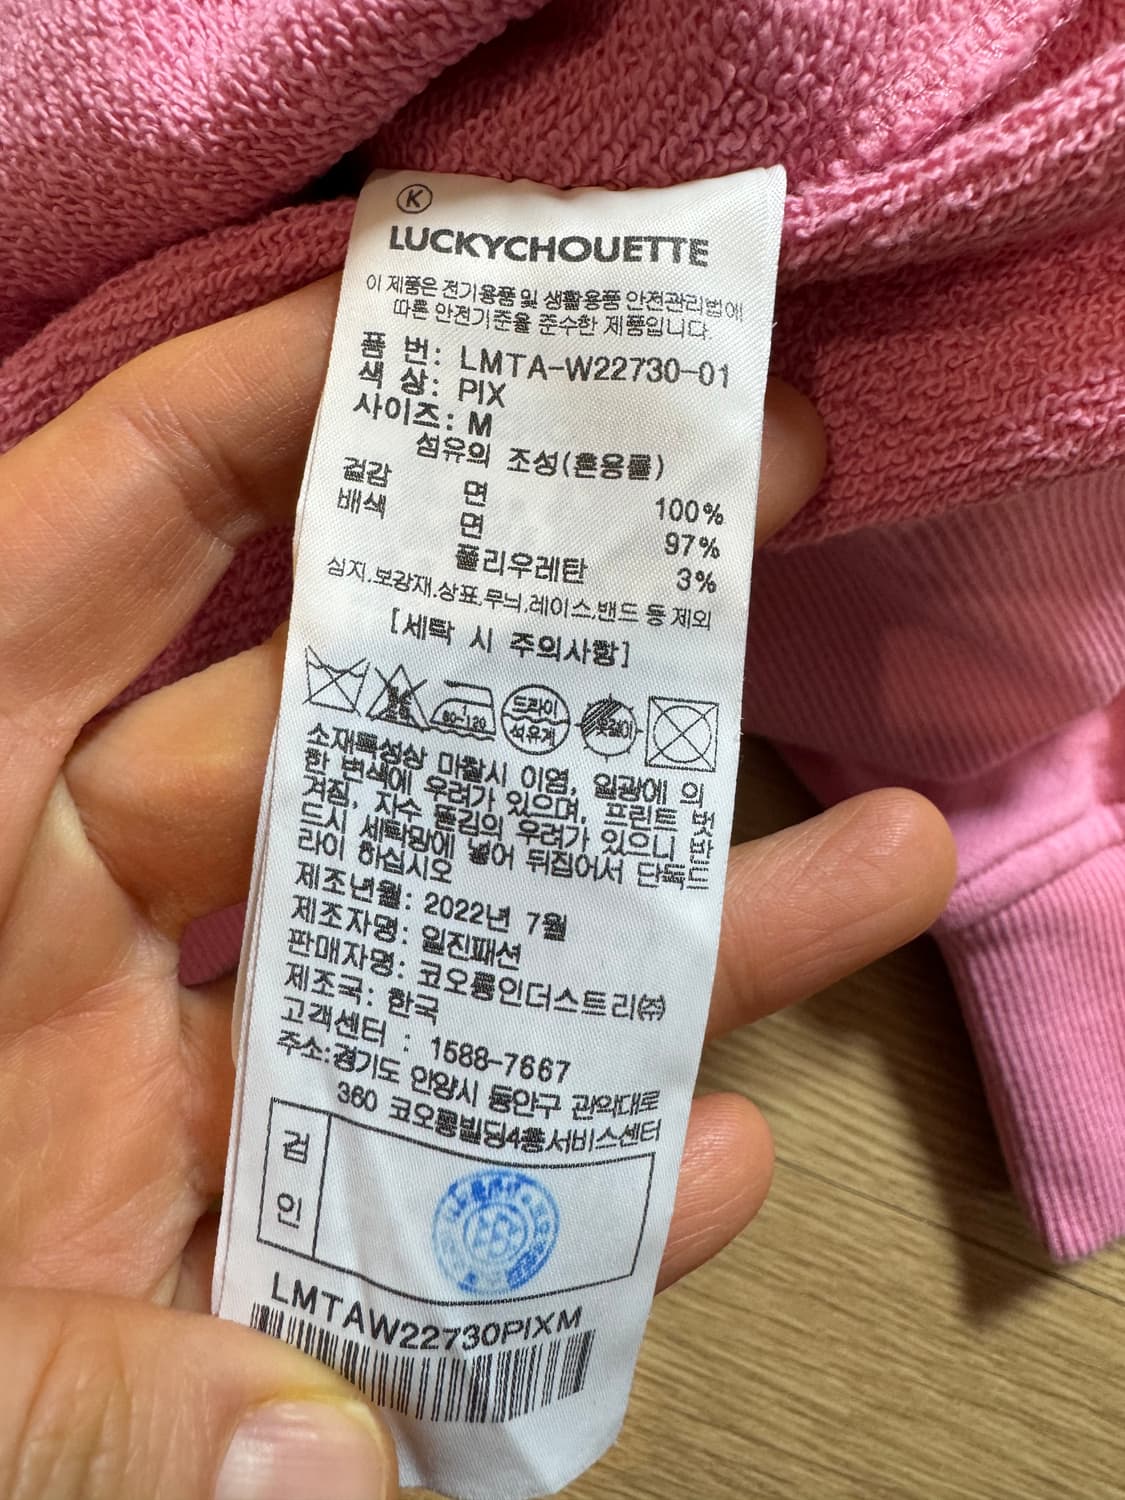 K
LUCKYCHOUETTE
이 제품은 전기용품 및 생활용품 안전관리법에
따른 안전기준을 준수한 제품입니다.
품 번: LMTA-W22730-01
색 상: PIX
사이즈: M
섬유의 조성(혼용률)
겉감 면 100%
배색 면 97%
폴리우레탄 3%
심지,보강재,상표,무늬,레이스,밴드 등 제외
[세탁 시 주의사항]
80~120 드라이 석유계 옷걸이
소재특성상 마찰시 이염, 일광에 의
한 변색에 우려가 있으며, 프린트 벗
겨짐, 자수 풀김의 우려가 있으니 반
드시 세탁망에 넣어 뒤집어서 단독드
라이 하십시오
제조년월: 2022년 7월
제조자명: 일진패션
판매자명: 코오롱인더스트리㈜
제조국: 한국
고객센터 : 1588-7667
주소:경기도 안양시 동안구 관악대로
360 코오롱빌딩4층서비스센터
검인
LMTAW22730PIXM